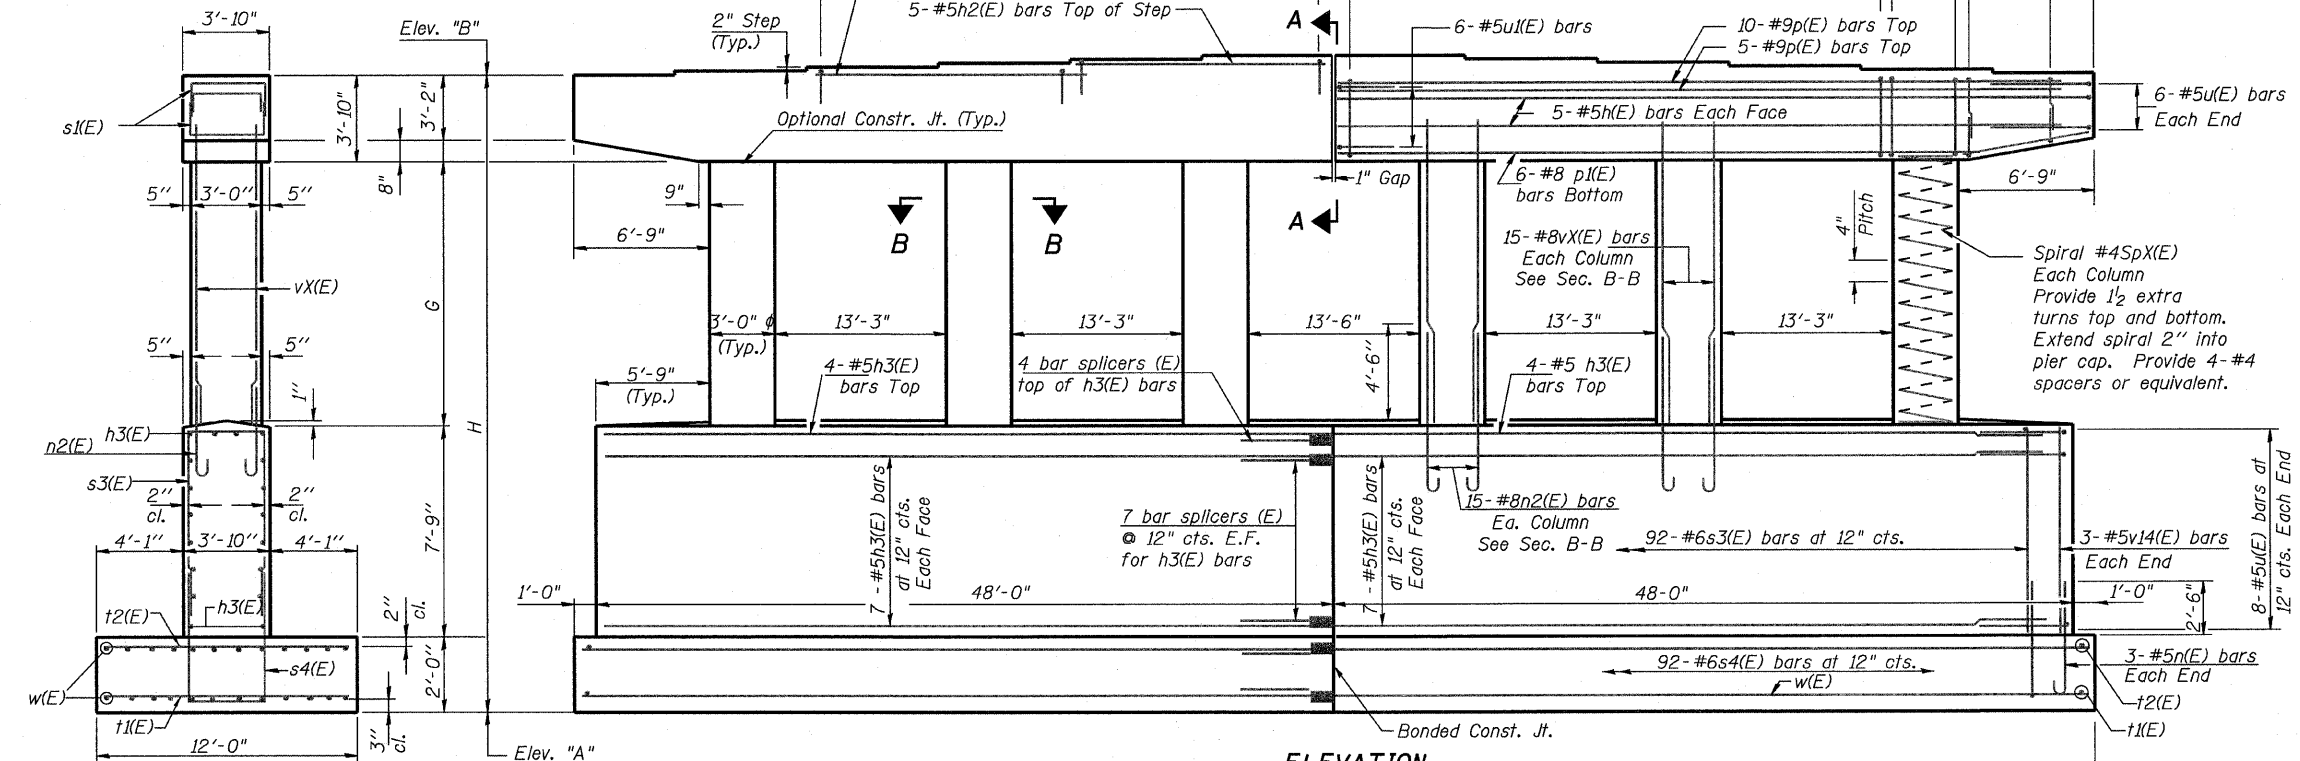 3'-10"
Elev. "B"
2" Step
(Typ.)
5-#5h2(E) bars Top of Step
A
6-#5u1(E) bars
10-#9p(E) bars Top
5-#9p(E) bars Top
s1(E)
3'-10"
3'-2"
8"
Optional Constr. Jt. (Typ.)
5-#5h(E) bars Each Face
6-#5u(E) bars
Each End
5"
3'-0"
5"
9"
6'-9"
B
B
1" Gap
A
6-#8 p1(E)
bars Bottom
6'-9"
4"
Pitch
15-#8vX(E) bars
Each Column
See Sec. B-B
Spiral #4SpX(E)
Each Column
Provide 1½ extra
turns top and bottom.
Extend spiral 2" into
pier cap. Provide 4-#4
spacers or equivalent.
vX(E)
G
H
3'-0" ϕ
(Typ.)
13'-3"
13'-3"
13'-6"
13'-3"
13'-3"
4'-6"
5"
5"
1"
5'-9"
(Typ.)
4-#5h3(E)
bars Top
4 bar splicers (E)
top of h3(E) bars
4-#5 h3(E)
bars Top
h3(E)
n2(E)
s3(E)
2"
cl.
2"
cl.
4'-1"
3'-10"
4'-1"
7'-9"
7 -#5h3(E) bars
at 12" cts.
Each Face
7 bar splicers (E)
@ 12" cts. E.F.
for h3(E) bars
7 -#5h3(E) bars
at 12" cts.
Each Face
15-#8n2(E) bars
Ea. Column
See Sec. B-B
92-#6s3(E) bars at 12" cts.
3-#5v14(E) bars
Each End
8-#5u(E) bars at
12" cts. Each End
1'-0"
48'-0"
48-0"
1'-0"
2'-6"
h3(E)
t2(E)
2"
cl.
s4(E)
2'-0"
w(E)
t1(E)
3"
cl.
12'-0"
92-#6s4(E) bars at 12" cts.
w(E)
3-#5n(E) bars
Each End
t2(E)
t1(E)
Bonded Const. Jt.
Elev. "A"
ELEVATION